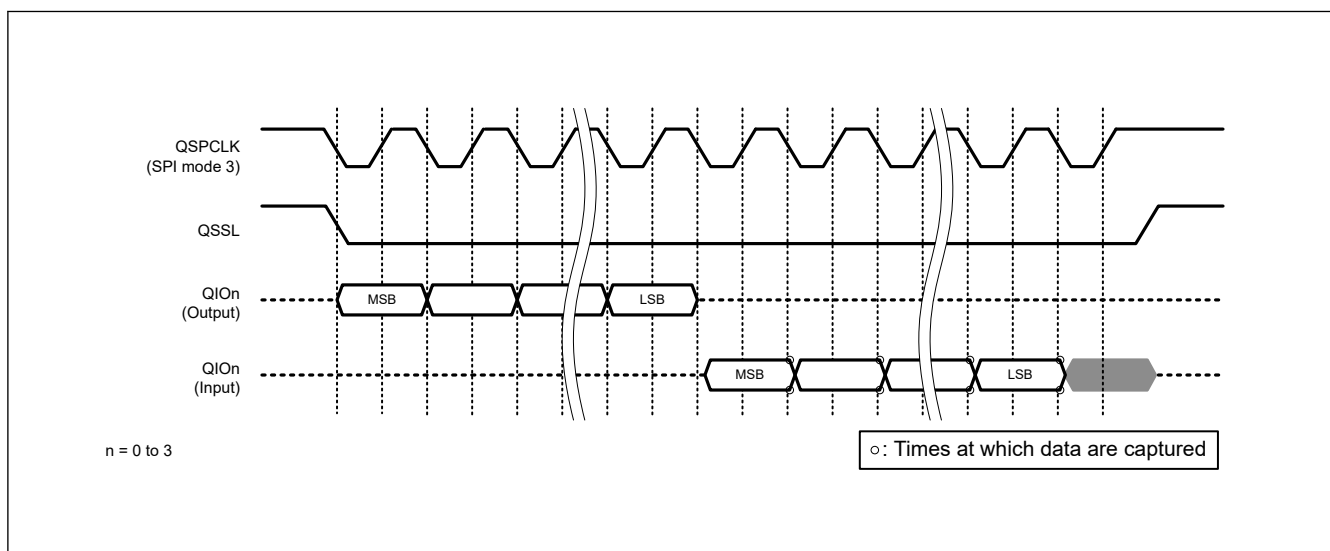 QSPCLK
(SPI mode 3)
QSSL
QIOn
(Output)
MSB
LSB
QIOn
(Input)
MSB
LSB
n = 0 to 3
○: Times at which data are captured